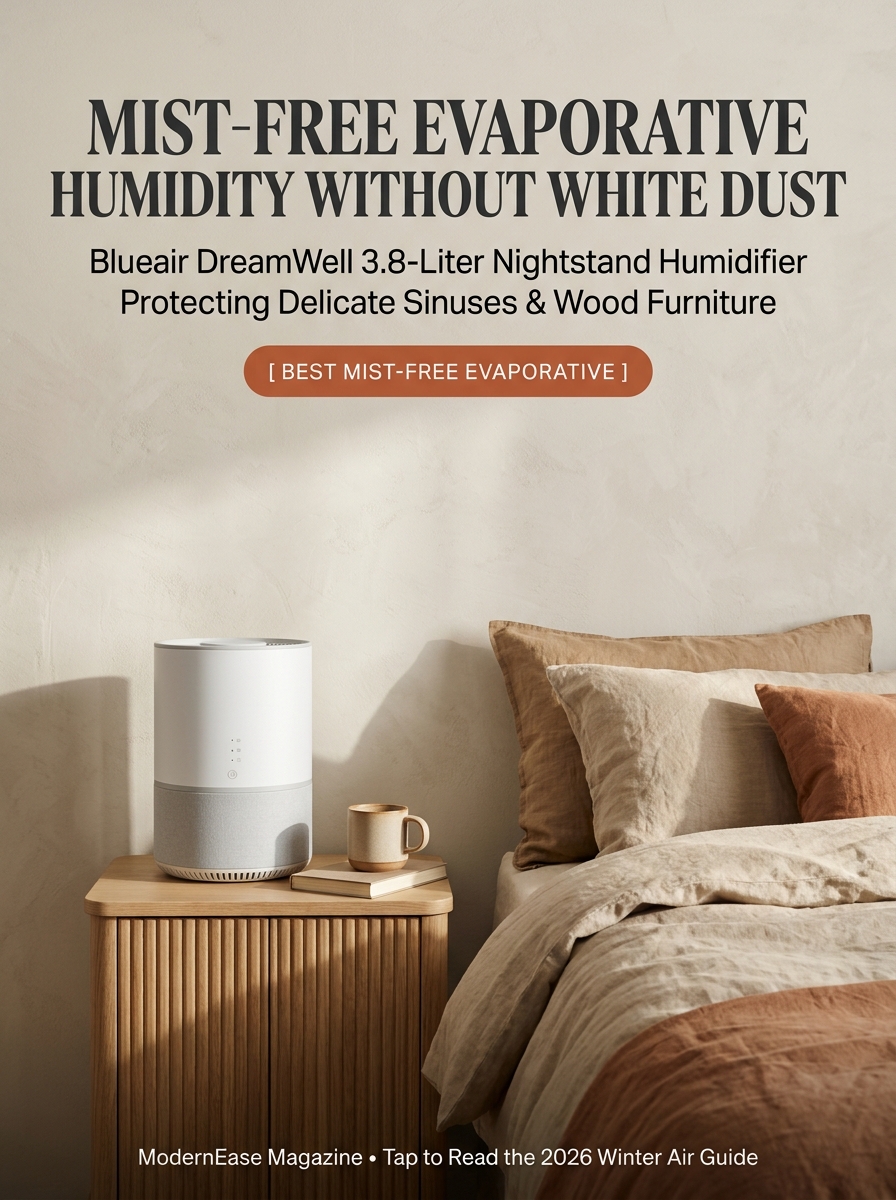 MIST-FREE EVAPORATIVE
HUMIDITY WITHOUT WHITE DUST
Blueair DreamWell 3.8-Liter Nightstand Humidifier
Protecting Delicate Sinuses & Wood Furniture
[ BEST MIST-FREE EVAPORATIVE ]
ModernEase Magazine • Tap to Read the 2026 Winter Air Guide